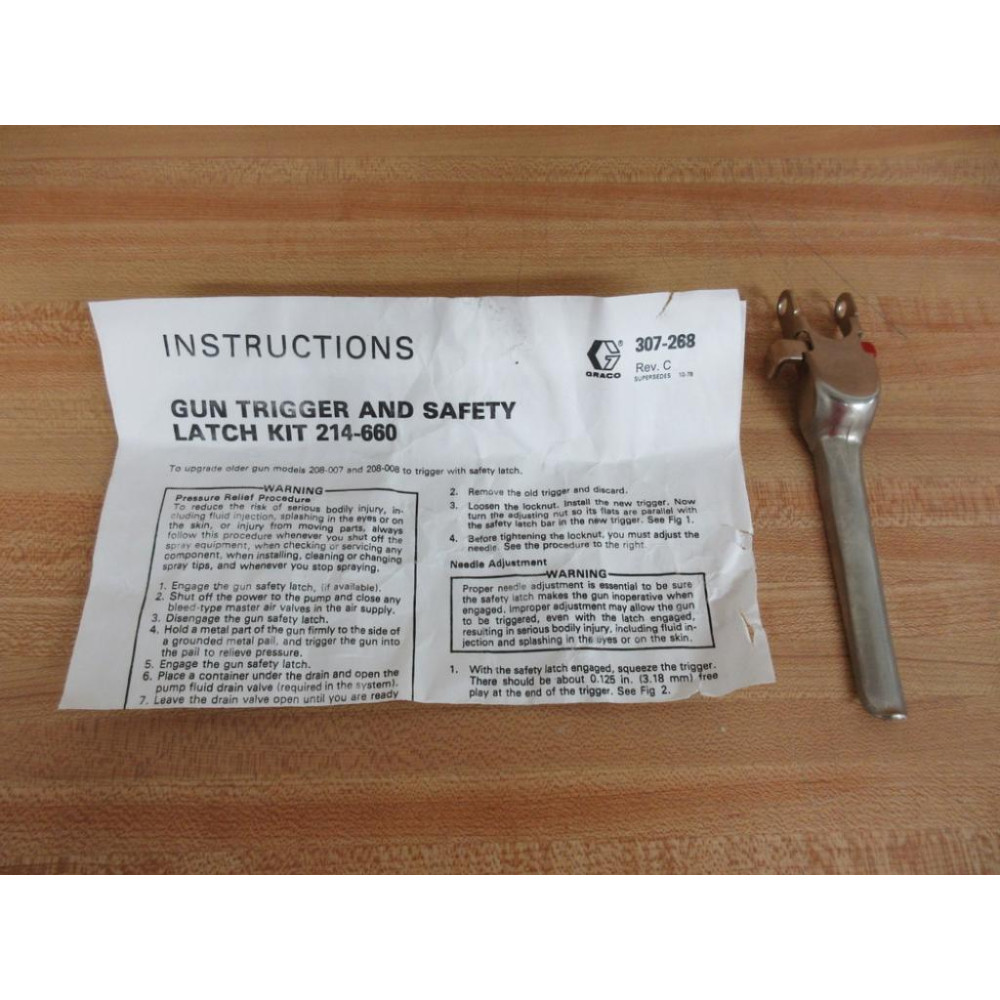 INSTRUCTIONS
GRACO
®
307-268
Rev. C
SUPERSEDES 10-78
GUN TRIGGER AND SAFETY
LATCH KIT 214-660
To upgrade older gun models 208-007 and 208-008 to trigger with safety latch.
WARNING
Pressure Relief Procedure
To reduce the risk of serious bodily injury, in-
cluding fluid injection, splashing in the eyes or on
the skin, or injury from moving parts, always
follow this procedure whenever you shut off the
spray equipment, when checking or servicing any
component, when installing, cleaning or changing
spray tips, and whenever you stop spraying.
1. Engage the gun safety latch, (if available).
2. Shut off the power to the pump and close any
bleed-type master air valves in the air supply.
3. Disengage the gun safety latch.
4. Hold a metal part of the gun firmly to the side of
a grounded metal pail, and trigger the gun into
the pail to relieve pressure.
5. Engage the gun safety latch.
6. Place a container under the drain and open the
pump fluid drain valve (required in the system).
7. Leave the drain valve open until you are ready
2. Remove the old trigger and discard.
3. Loosen the locknut. Install the new trigger. Now
turn the adjusting nut so its flats are parallel with
the safety latch bar in the new trigger. See Fig 1.
4. Before tightening the locknut, you must adjust the
needle. See the procedure to the right.
Needle Adjustment
WARNING
Proper needle adjustment is essential to be sure
the safety latch makes the gun inoperative when
engaged. Improper adjustment may allow the gun
to be triggered, even with the latch engaged,
resulting in serious bodily injury, including fluid in-
jection and splashing in the eyes or on the skin.
1. With the safety latch engaged, squeeze the trigger.
There should be about 0.125 in. (3.18 mm) free
play at the end of the trigger. See Fig 2.